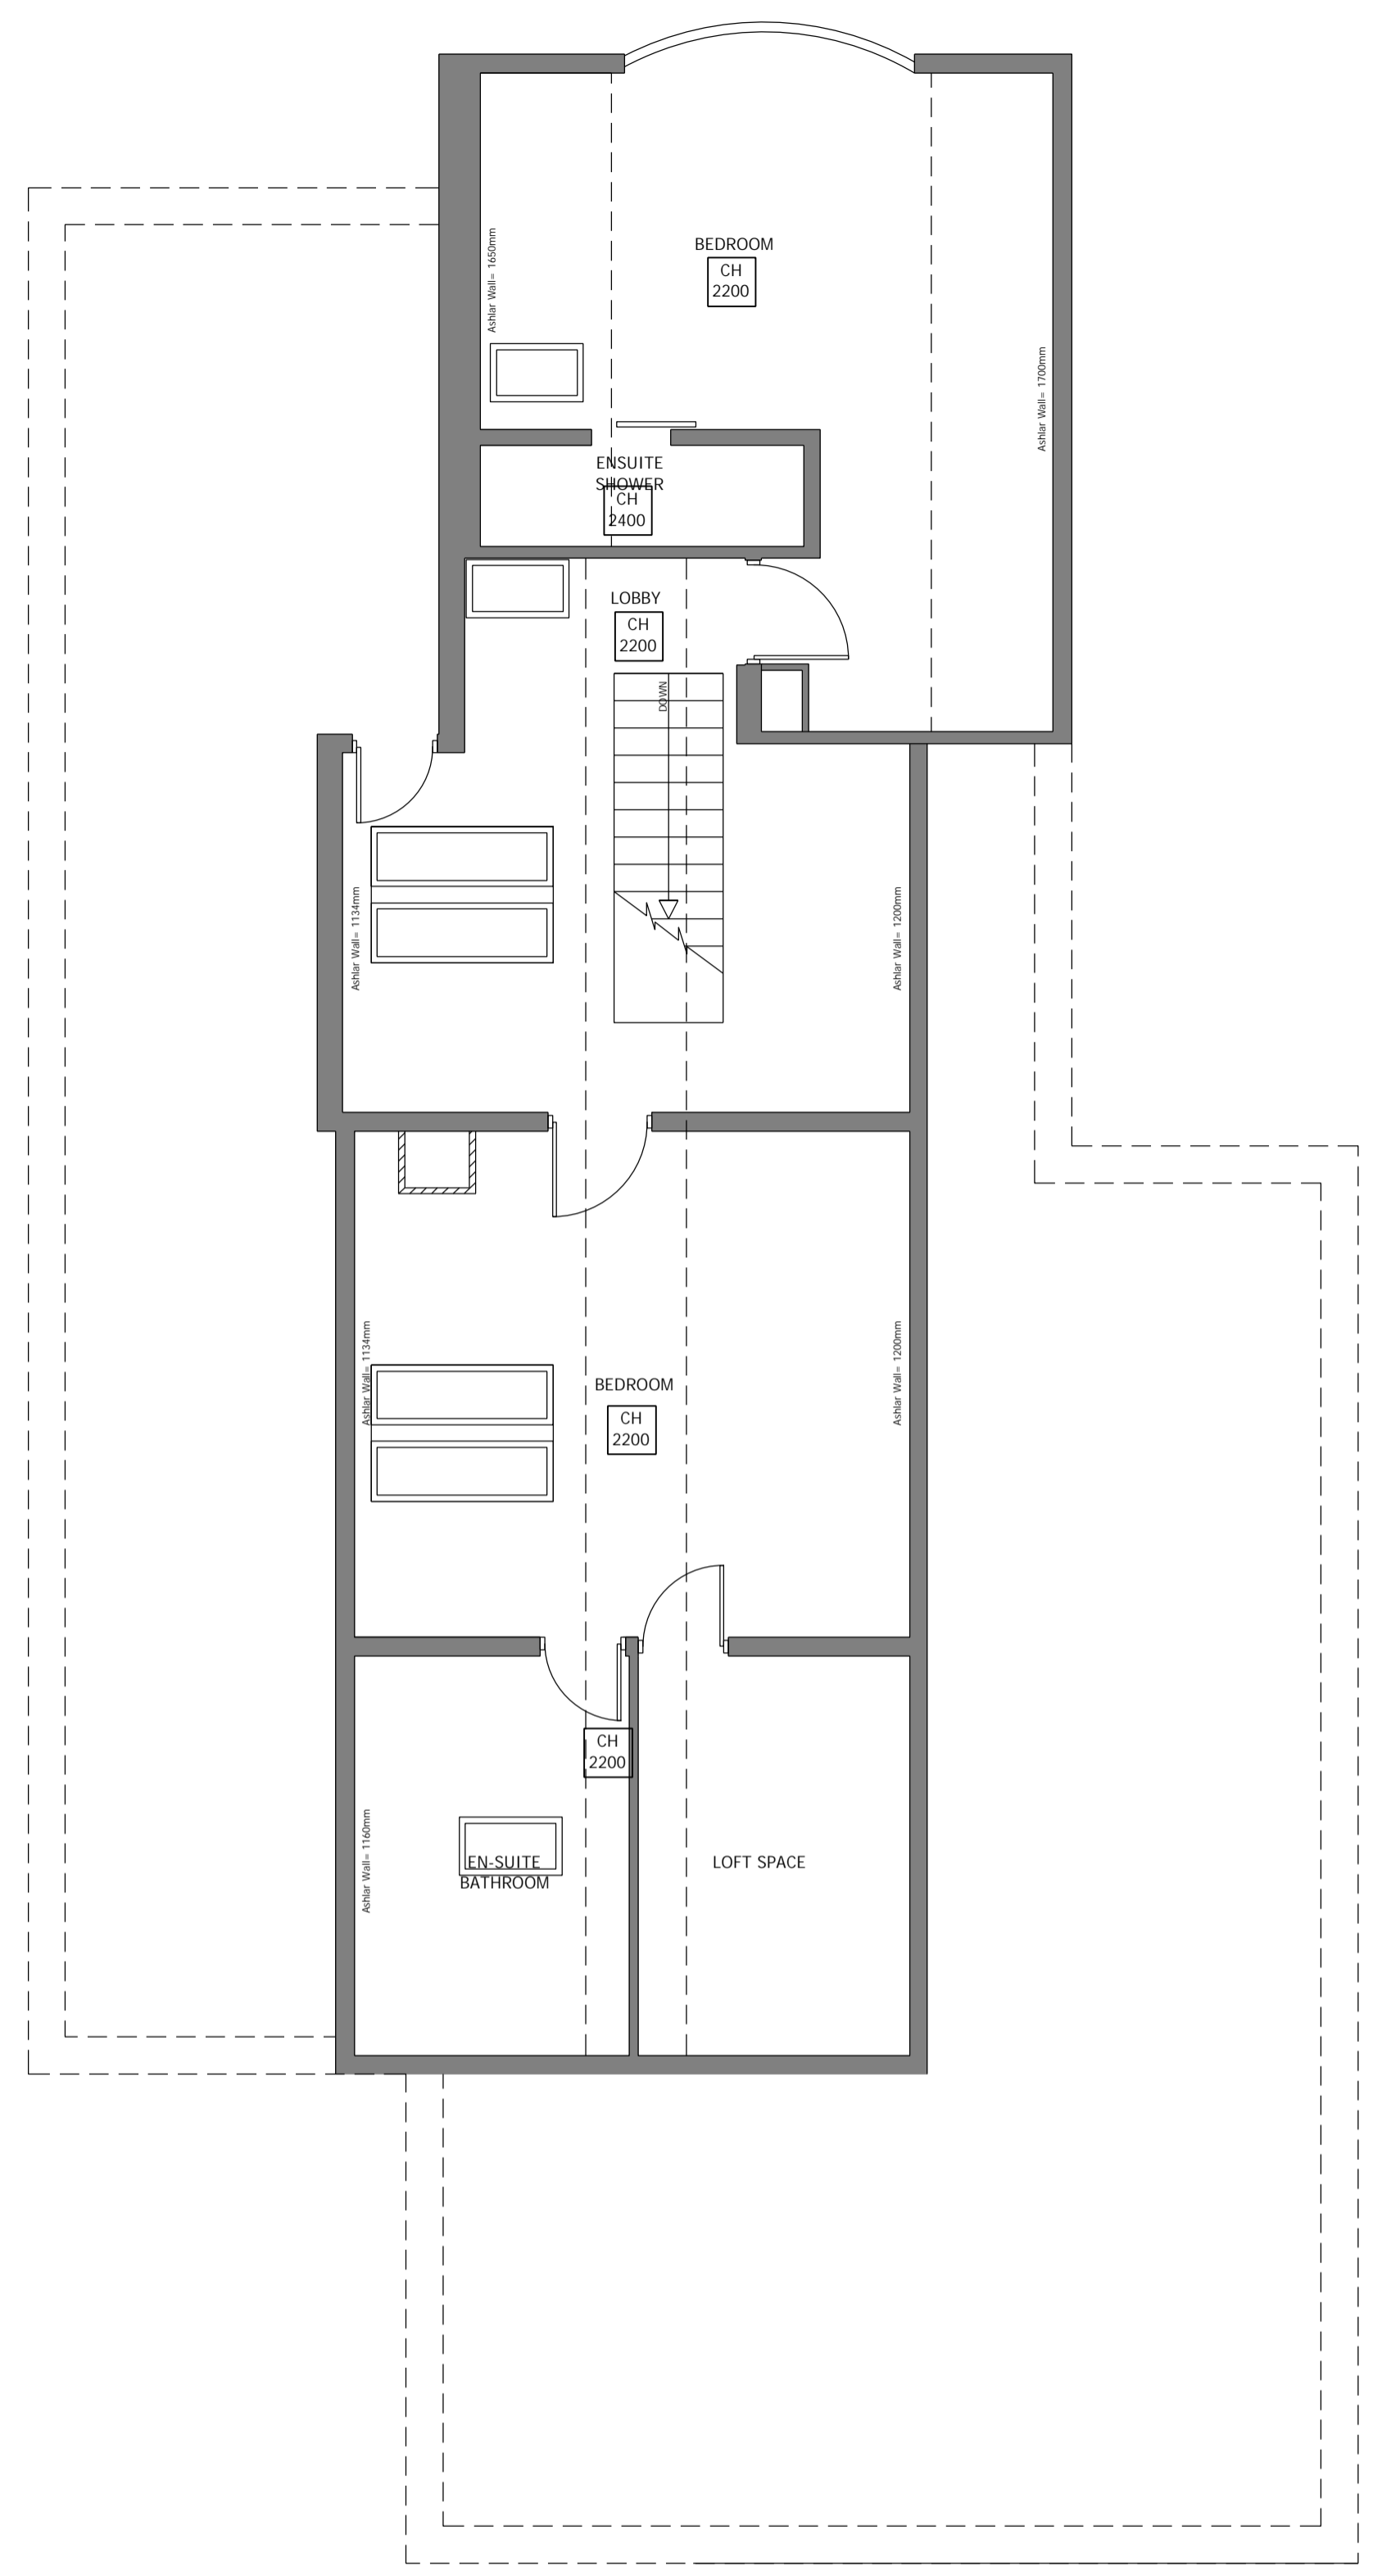 BEDROOM
CH
2200
Ashlar Wall= 1650mm
Ashlar Wall= 1700mm
ENSUITE
SHOWER
CH
2400
LOBBY
CH
2200
DOWN
Ashlar Wall= 1134mm
Ashlar Wall= 1200mm
Ashlar Wall= 1134mm
Ashlar Wall= 1200mm
BEDROOM
CH
2200
CH
2200
Ashlar Wall= 1160mm
EN-SUITE
BATHROOM
LOFT SPACE